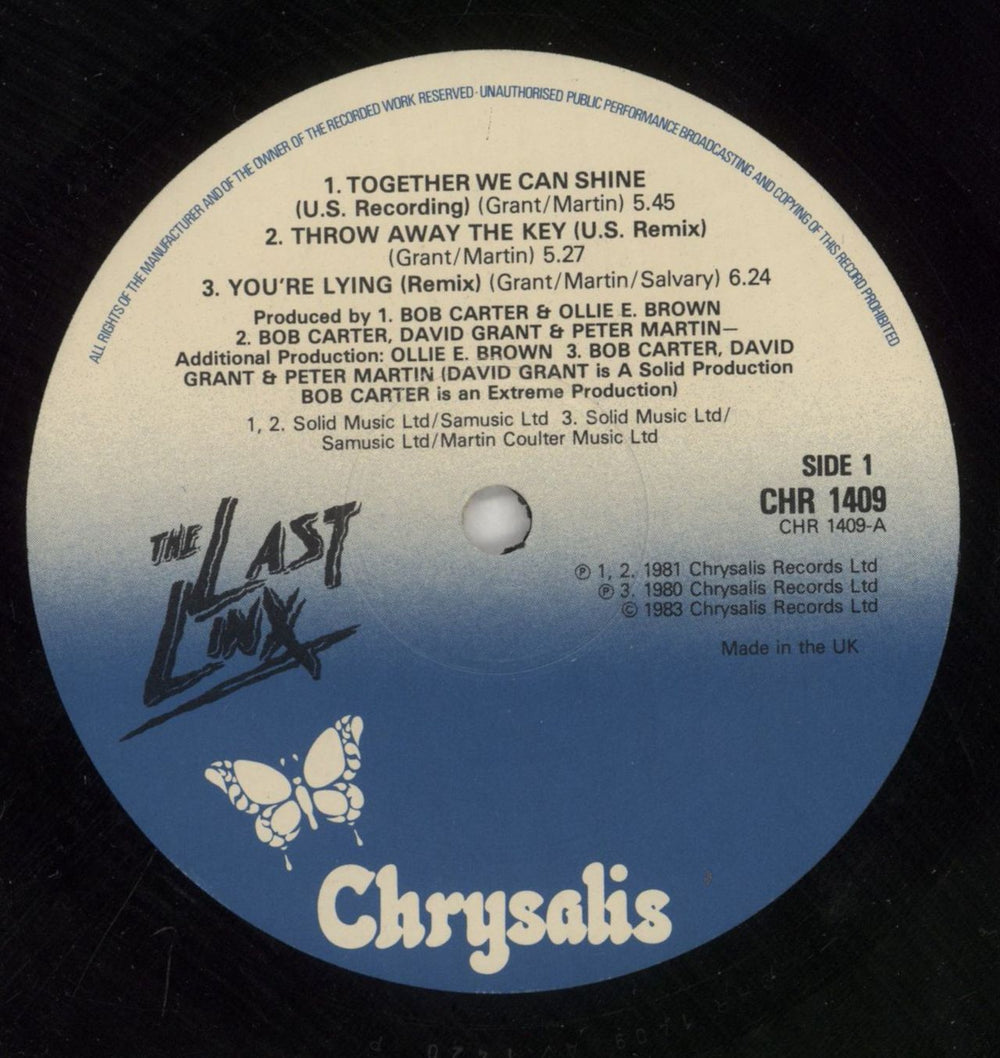 ALL RIGHTS OF THE MANUFACTURER AND OF THE OWNER OF THE RECORDED WORK RESERVED · UNAUTHORISED PUBLIC PERFORMANCE BROADCASTING AND COPYING OF THIS RECORD PROHIBITED
1. TOGETHER WE CAN SHINE
(U.S. Recording) (Grant/Martin) 5.45
2. THROW AWAY THE KEY (U.S. Remix)
(Grant/Martin) 5.27
3. YOU'RE LYING (Remix) (Grant/Martin/Salvary) 6.24
Produced by 1. BOB CARTER & OLLIE E. BROWN
2. BOB CARTER, DAVID GRANT & PETER MARTIN—
Additional Production: OLLIE E. BROWN 3. BOB CARTER, DAVID
GRANT & PETER MARTIN (DAVID GRANT is A Solid Production
BOB CARTER is an Extreme Production)
1, 2. Solid Music Ltd/Samusic Ltd 3. Solid Music Ltd/
Samusic Ltd/Martin Coulter Music Ltd
SIDE 1
CHR 1409
CHR 1409-A
THE LAST
LINX
℗ 1, 2. 1981 Chrysalis Records Ltd
℗ 3. 1980 Chrysalis Records Ltd
© 1983 Chrysalis Records Ltd
Made in the UK
Chrysalis